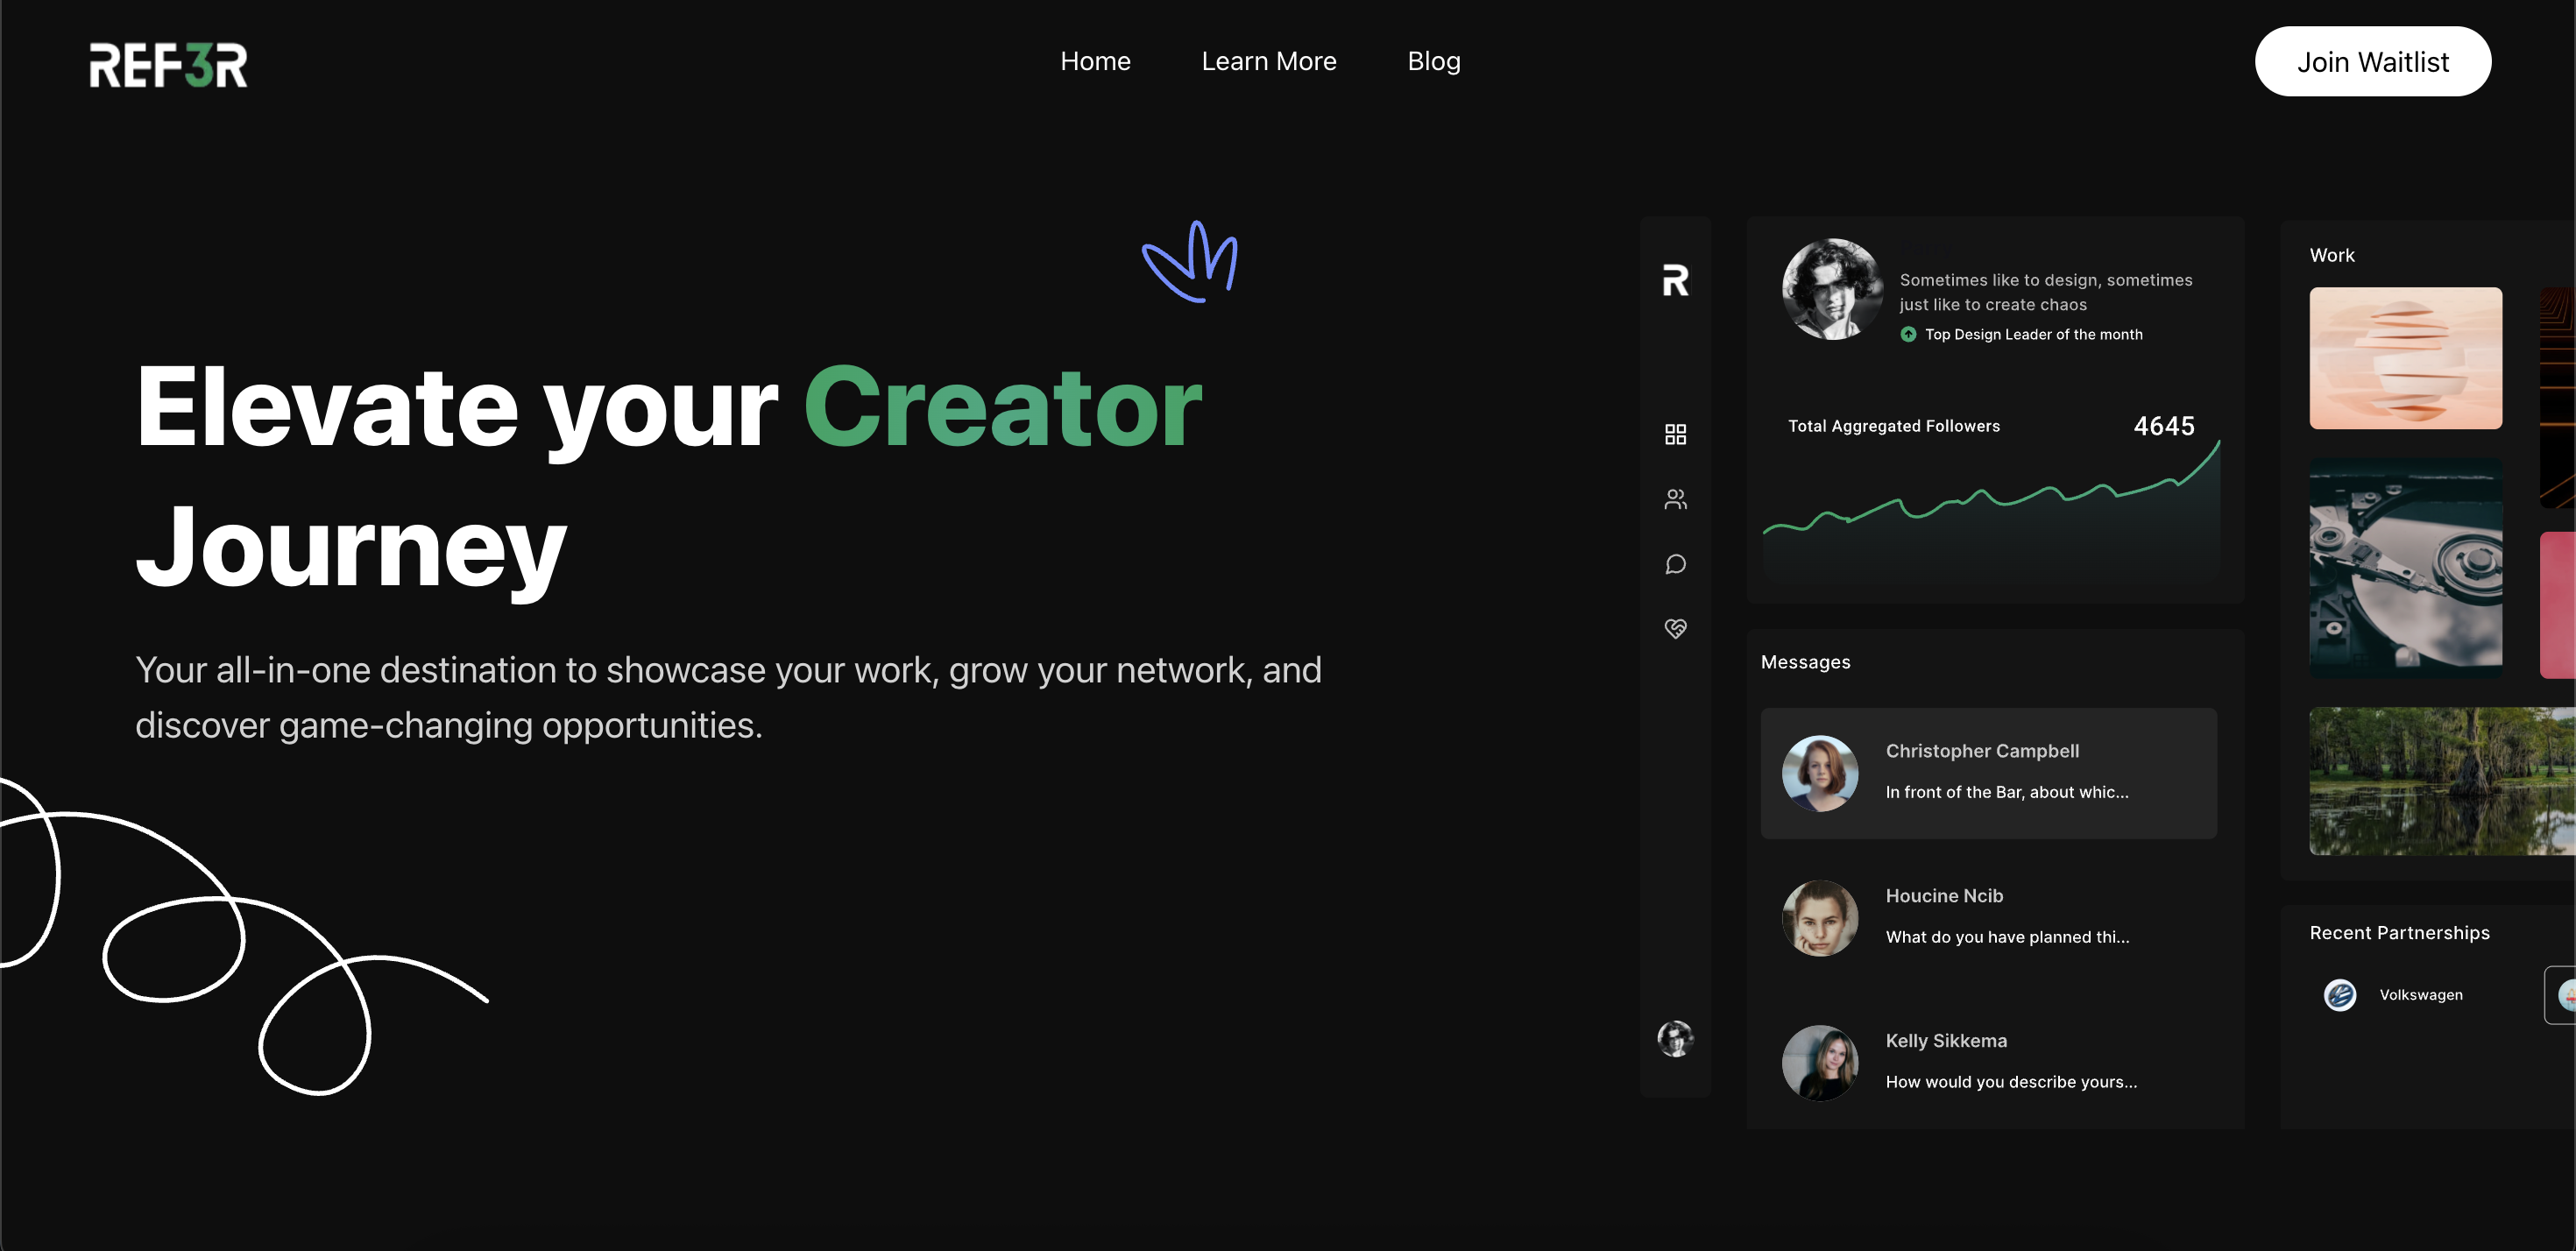 REF3R
Home
Learn More
Blog
Join Waitlist
Elevate your Creator
Journey
Your all-in-one destination to showcase your work, grow your network, and
discover game-changing opportunities.
R
Sometimes like to design, sometimes
just like to create chaos
Top Design Leader of the month
Total Aggregated Followers
4645
Messages
Christopher Campbell
In front of the Bar, about whic...
Houcine Ncib
What do you have planned thi...
Kelly Sikkema
How would you describe yours...
Work
Recent Partnerships
Volkswagen